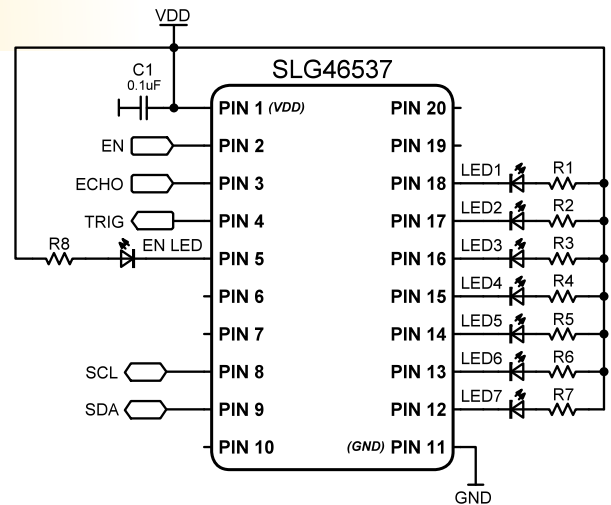 VDD
SLG46537
C1
0.1uF
PIN 1 (VDD)
PIN 20
EN
PIN 2
PIN 19
ECHO
PIN 3
PIN 18
LED1
R1
TRIG
PIN 4
PIN 17
LED2
R2
R8
EN LED
PIN 5
PIN 16
LED3
R3
PIN 6
PIN 15
LED4
R4
PIN 7
PIN 14
LED5
R5
SCL
PIN 8
PIN 13
LED6
R6
SDA
PIN 9
PIN 12
LED7
R7
PIN 10
(GND) PIN 11
GND